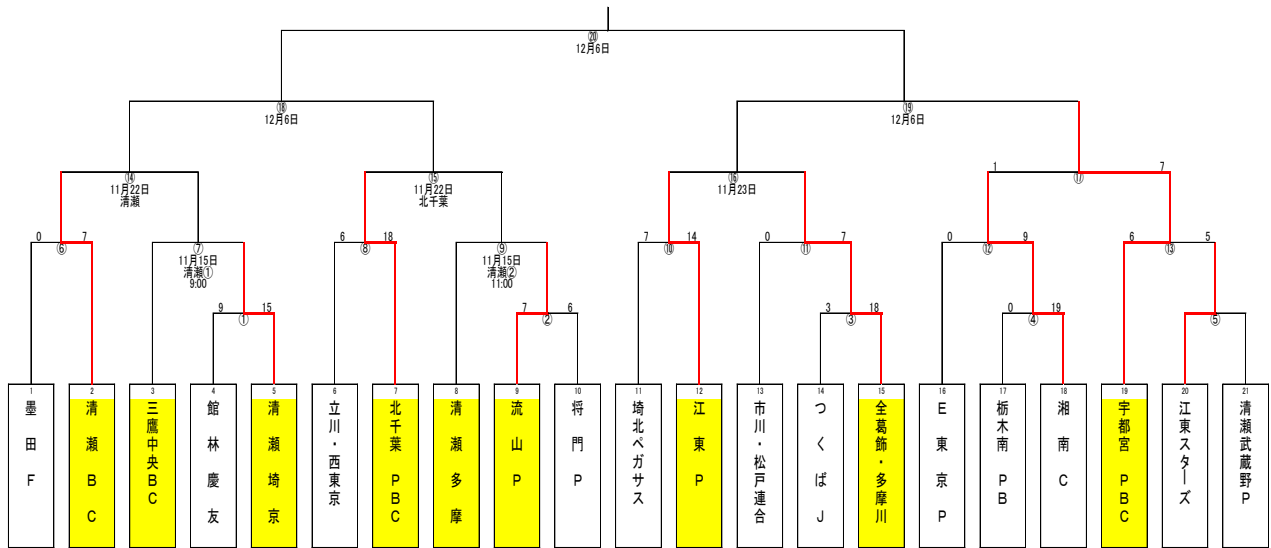 ⑳
12月6日
⑱
12月6日
⑲
12月6日
1
7
⑭
11月22日
清瀬
⑮
11月22日
北千葉
⑯
11月23日
⑰
0
7
⑥
⑦
11月15日
清瀬①
9:00
6
18
⑧
⑨
11月15日
清瀬②
11:00
7
14
⑩
0
7
⑪
0
9
⑫
6
5
⑬
9
15
①
7
6
②
3
18
③
0
19
④
⑤
1
墨田F
2
清瀬BC
3
三鷹中央BC
4
館林慶友
5
清瀬埼京
6
立川・西東京
7
北千葉 PBC
8
清瀬多摩
9
流山P
10
将門P
11
埼北ペガサス
12
江東P
13
市川・松戸連合
14
つくばJ
15
全葛飾・多摩川
16
E東京P
17
栃木南 PB
18
湘南C
19
宇都宮 PBC
20
江東スターズ
21
清瀬武蔵野P